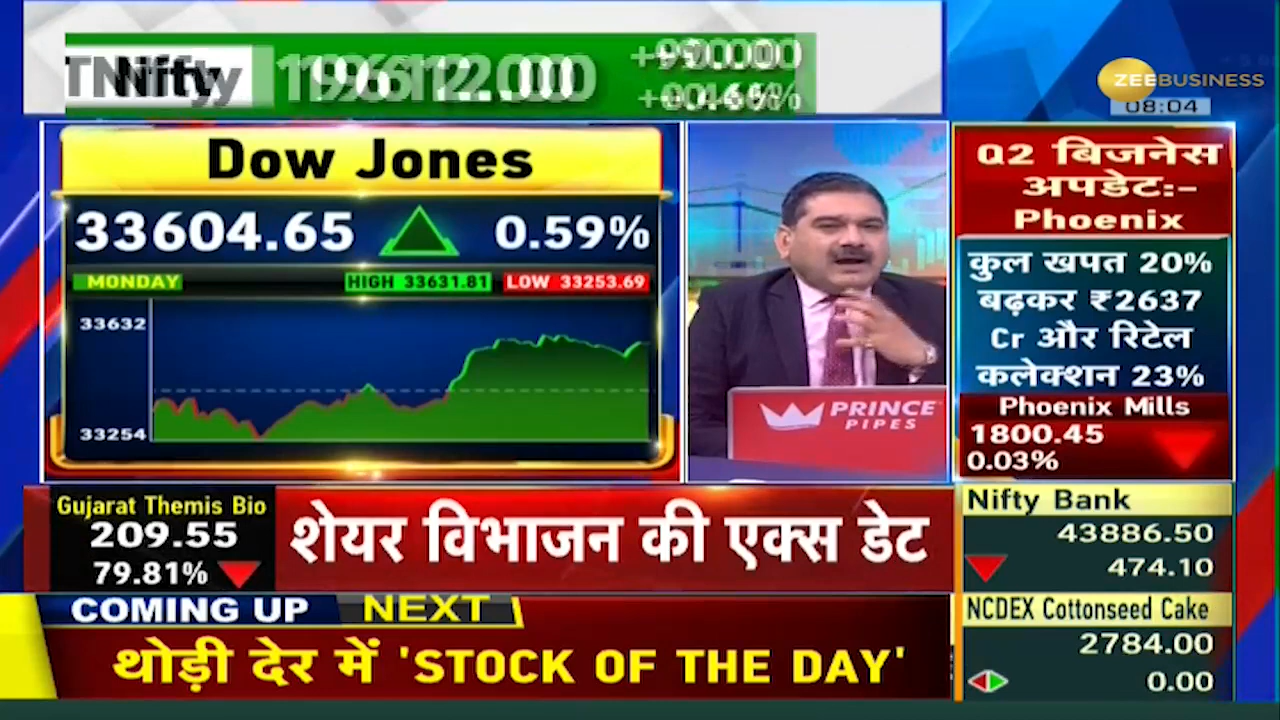 Nifty
ZEEBUSINESS
08:04
Dow Jones
33604.65
0.59%
MONDAY
HIGH 33631.81
LOW 33253.69
33632
33254
PRINCE
PIPES
Q2 बिजनेस
अपडेट:-
Phoenix
कुल खपत 20%
बढ़कर ₹2637
Cr और रिटेल
कलेक्शन 23%
Phoenix Mills
1800.45
0.03%
Gujarat Themis Bio
209.55
79.81%
शेयर विभाजन की एक्स डेट
Nifty Bank
43886.50
474.10
COMING UP NEXT
थोड़ी देर में 'STOCK OF THE DAY'
NCDEX Cottonseed Cake
2784.00
0.00